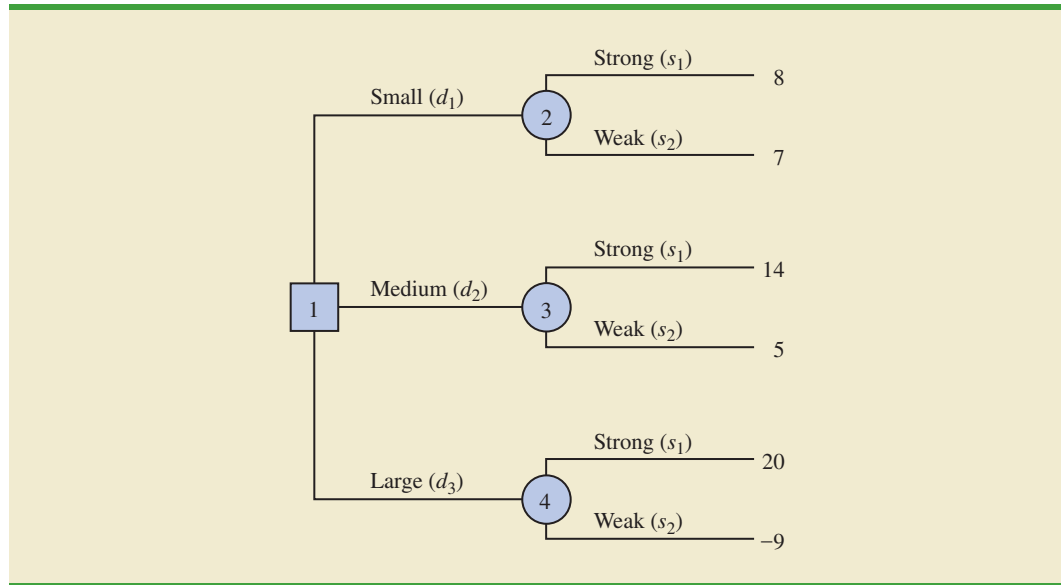 Strong (s₁)
8
Small (d₁)
2
Weak (s₂)
7
Strong (s₁)
14
Medium (d₂)
1
3
Weak (s₂)
5
Strong (s₁)
20
Large (d₃)
4
Weak (s₂)
–9